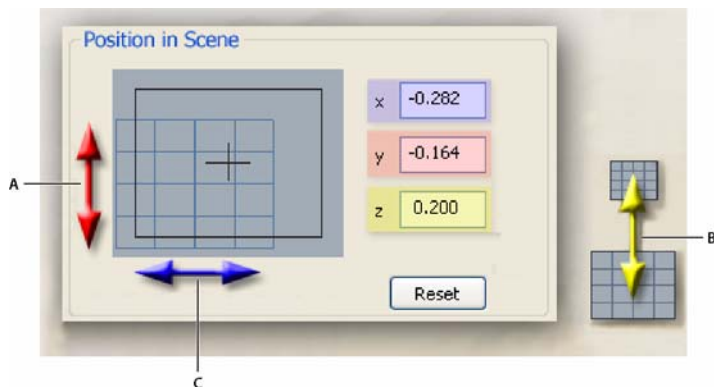 Position in Scene
x -0.282
y -0.164
z 0.200
A
B
Reset
C